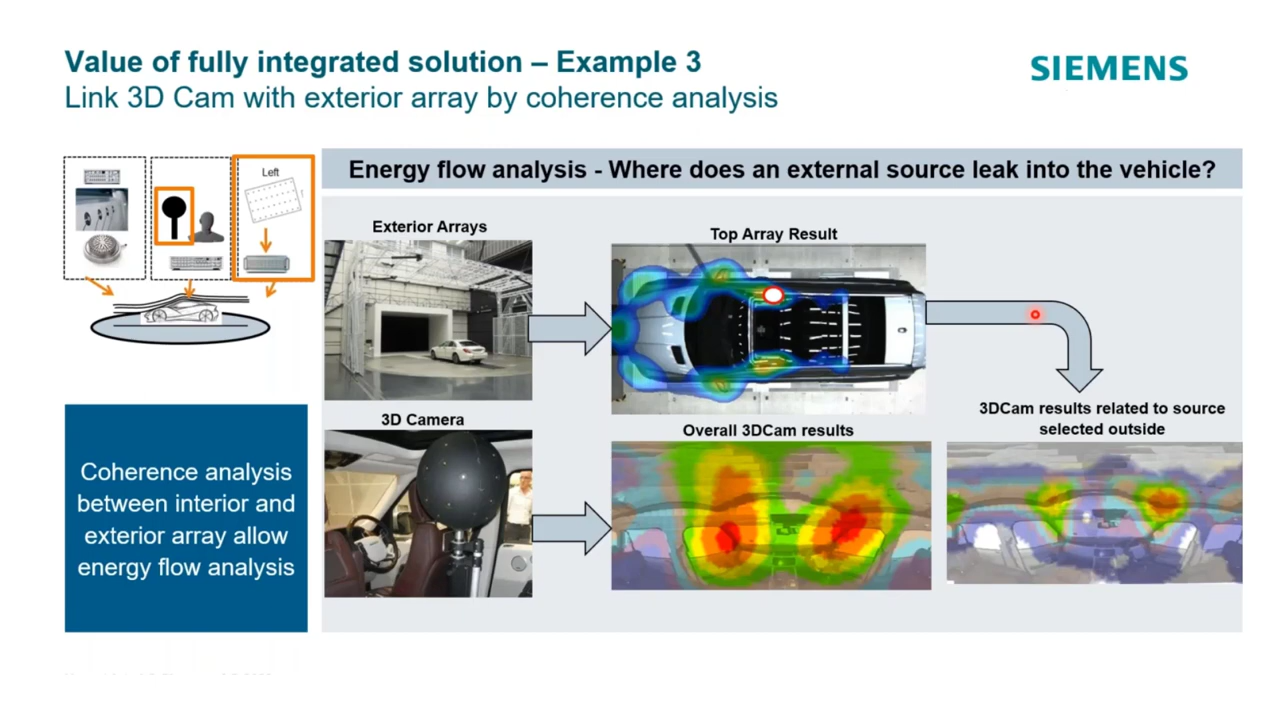 Value of fully integrated solution – Example 3
Link 3D Cam with exterior array by coherence analysis
SIEMENS
Left
Energy flow analysis - Where does an external source leak into the vehicle?
Exterior Arrays
Top Array Result
3D Camera
Overall 3DCam results
3DCam results related to source
selected outside
Coherence analysis
between interior and
exterior array allow
energy flow analysis